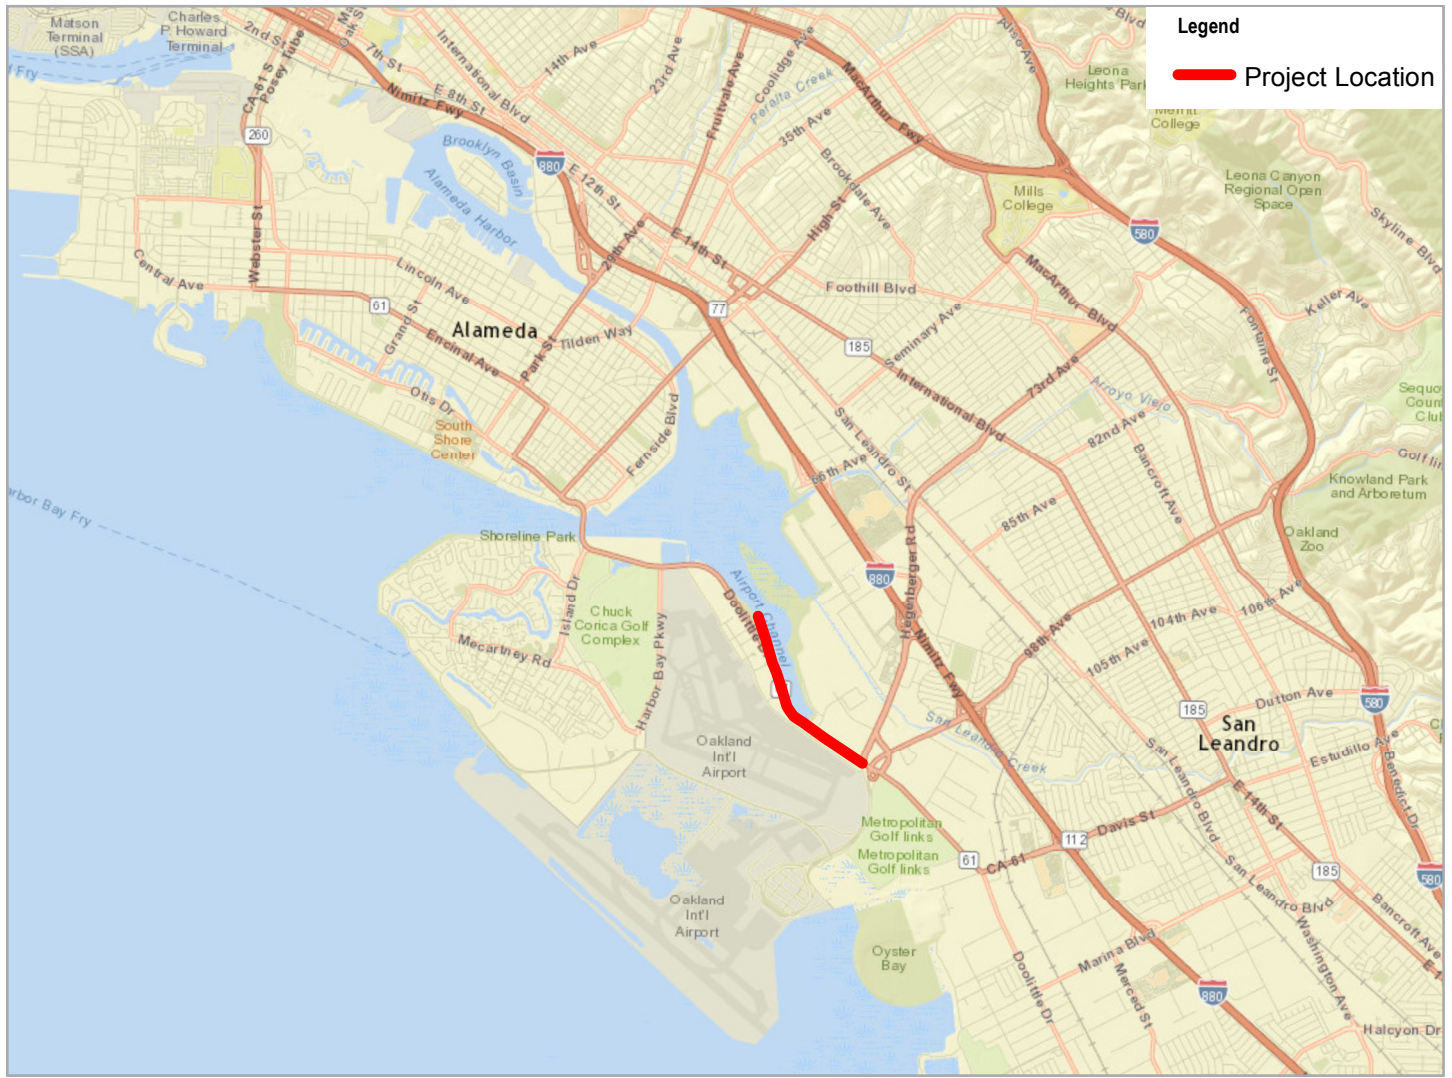 Legend
Project Location
Matson
Terminal
(SSA)
Charles
P. Howard
Terminal
2nd St
Oak St
7th St
CA-61 S
Posey Tube
E 8th St
Nimitz Fwy
International Blvd
14th Ave
23rd Ave
Fruitvale Ave
Coolidge Ave
Peralta Creek
35th Ave
MacArthur Fwy
Leona
Heights Park
Merritt
College
260
880
Brooklyn Basin
Alameda Harbor
E 12th St
Brookdale Ave
High St
Mills
College
Leona Canyon
Regional Open
Space
580
Skyline Blvd
Webster St
Central Ave
Lincoln Ave
29th Ave
E 14th St
MacArthur Blvd
Foothill Blvd
Keller Ave
Fontaine St
61
77
Grand St
Alameda
Encinal Ave
Park St
Tilden Way
185
Seminary Ave
International Blvd
73rd Ave
Arroyo Viejo
Otis Dr
South
Shore
Center
Fernside Blvd
San Leandro St
66th Ave
82nd Ave
Bancroft Ave
Knowland Park
and Arboretum
Oakland
Zoo
85th Ave
Shoreline Park
880
Hegenberger Rd
Airport Channel
Chuck
Corica Golf
Complex
Island Dr
Mecartney Rd
Harbor Bay Pkwy
Nimitz Fwy
98th Ave
104th Ave
106th Ave
105th Ave
580
Dutton Ave
185
San
Leandro
San Leandro Creek
Estudillo Ave
Benedict Dr
Oakland
Int'l
Airport
San Leandro Blvd
E 14th St
Metropolitan
Golf links
Metropolitan
Golf links
61
CA-61
112
Davis St
185
580
Oakland
Int'l
Airport
San Leandro Blvd
Bancroft Ave
Washington Ave
Oyster
Bay
Marina Blvd
Merced St
Doolittle Dr
880
Halcyon Dr